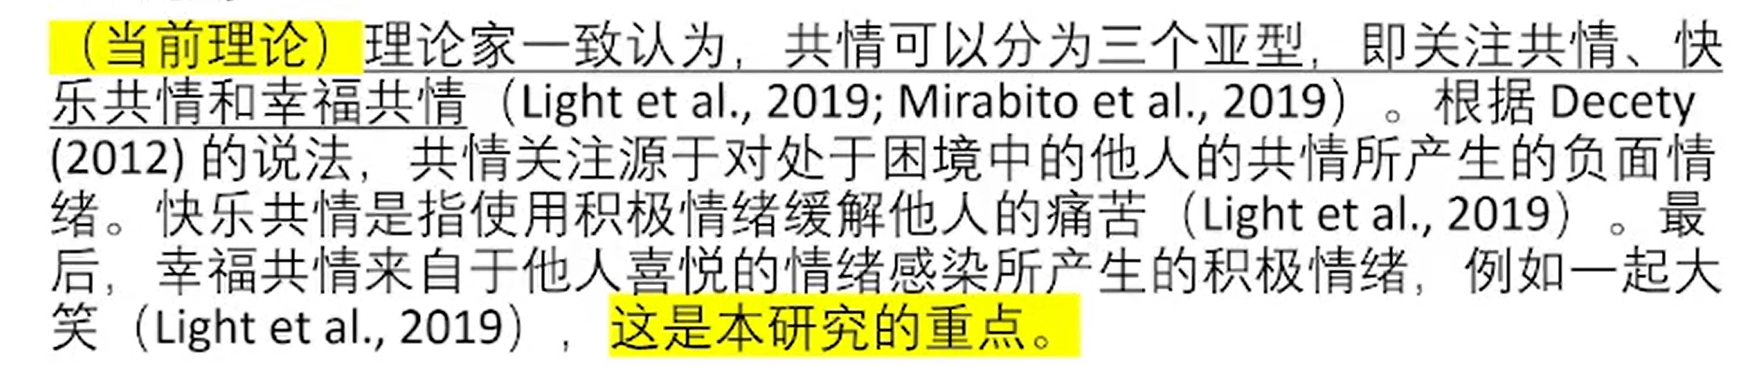 （当前理论）理论家一致认为，共情可以分为三个亚型，即关注共情、快
乐共情和幸福共情（Light et al., 2019; Mirabito et al., 2019）。根据 Decety
(2012) 的说法，共情关注源于对处于困境中的他人的共情所产生的负面情
绪。快乐共情是指使用积极情绪缓解他人的痛苦（Light et al., 2019）。最
后，幸福共情来自于他人喜悦的情绪感染所产生的积极情绪，例如一起大
笑（Light et al., 2019），这是本研究的重点。